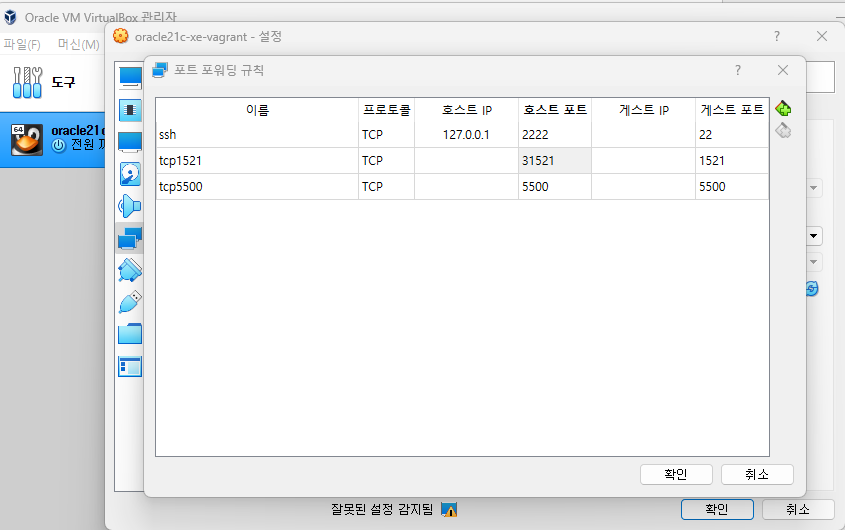 Oracle VM VirtualBox 관리자
파일(F) 머신(M)
oracle21c-xe-vagrant - 설정
?
도구
64
oracle21c
전원
포트 포워딩 규칙
?
이름 프로토콜 호스트 IP 호스트 포트 게스트 IP 게스트 포트
ssh TCP 127.0.0.1 2222 22
tcp1521 TCP 31521 1521
tcp5500 TCP 5500 5500
확인 취소
잘못된 설정 감지됨
확인 취소